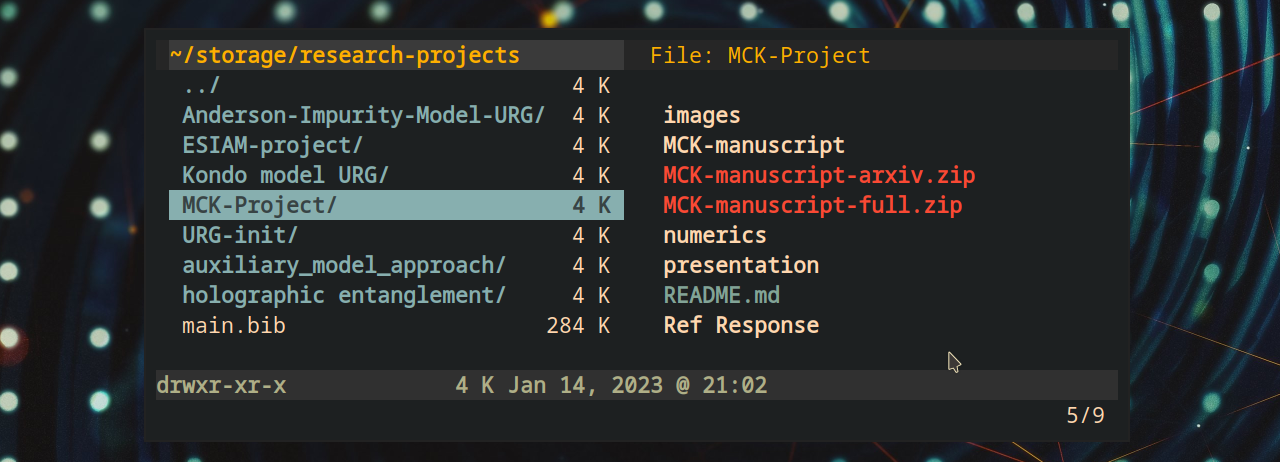 ~/storage/research-projects File: MCK-Project
../ 4 K
Anderson-Impurity-Model-URG/ 4 K images
ESIAM-project/ 4 K MCK-manuscript
Kondo model URG/ 4 K MCK-manuscript-arxiv.zip
MCK-Project/ 4 K MCK-manuscript-full.zip
URG-init/ 4 K numerics
auxiliary_model_approach/ 4 K presentation
holographic entanglement/ 4 K README.md
main.bib 284 K Ref Response
drwxr-xr-x 4 K Jan 14, 2023 @ 21:02
5/9